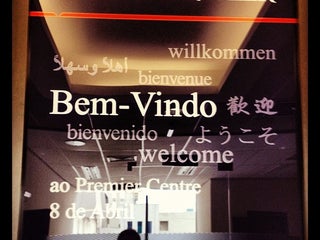 willkommen
أهلاً وسهلاً
bienvenue
Bem-Vindo 歡迎
bienvenido ようこそ
welcome
ao Premier Centre
8 de Abril